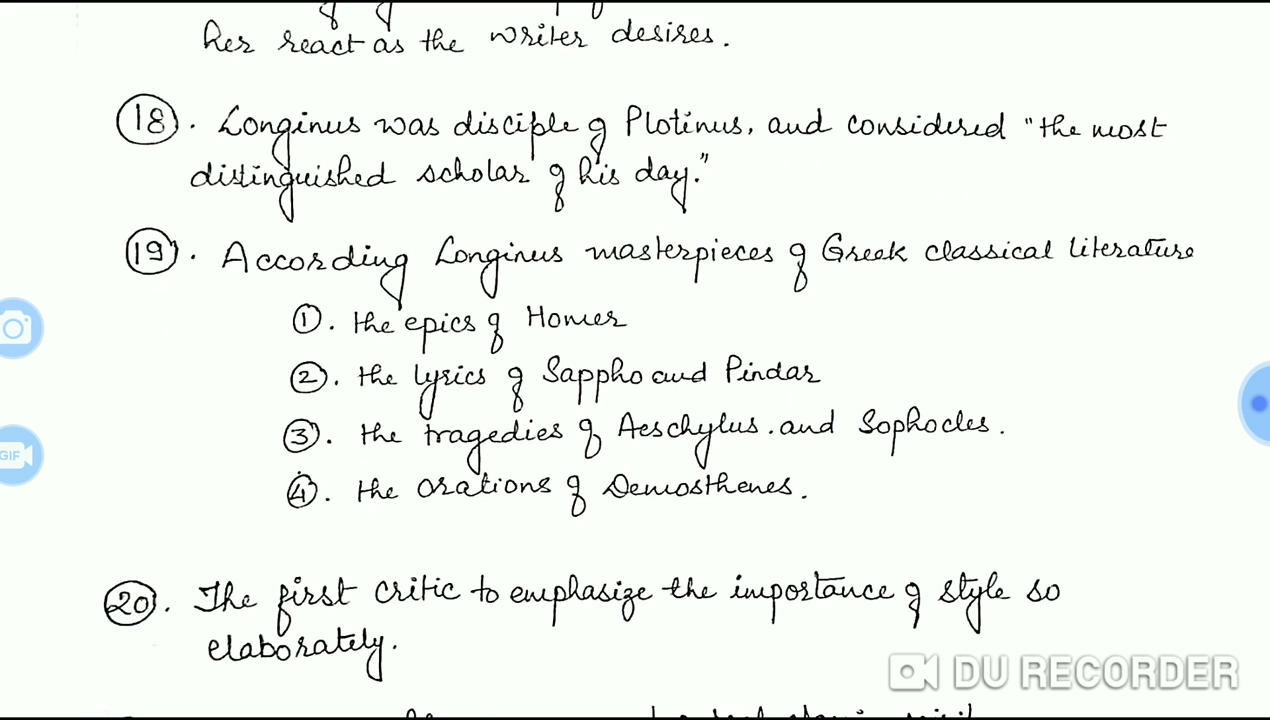 her react as the writer desires.
18. Longinus was disciple of Plotinus, and considered "the most
distinguished scholar of his day."
19. According Longinus masterpieces of Greek classical literature
1. the epics of Homer
2. the lyrics of Sappho and Pindar
3. the tragedies of Aeschylus. and Sophocles.
4. the orations of Demosthenes.
20. The first critic to emphasize the importance of style so
elaborately.
GIF
DU RECORDER